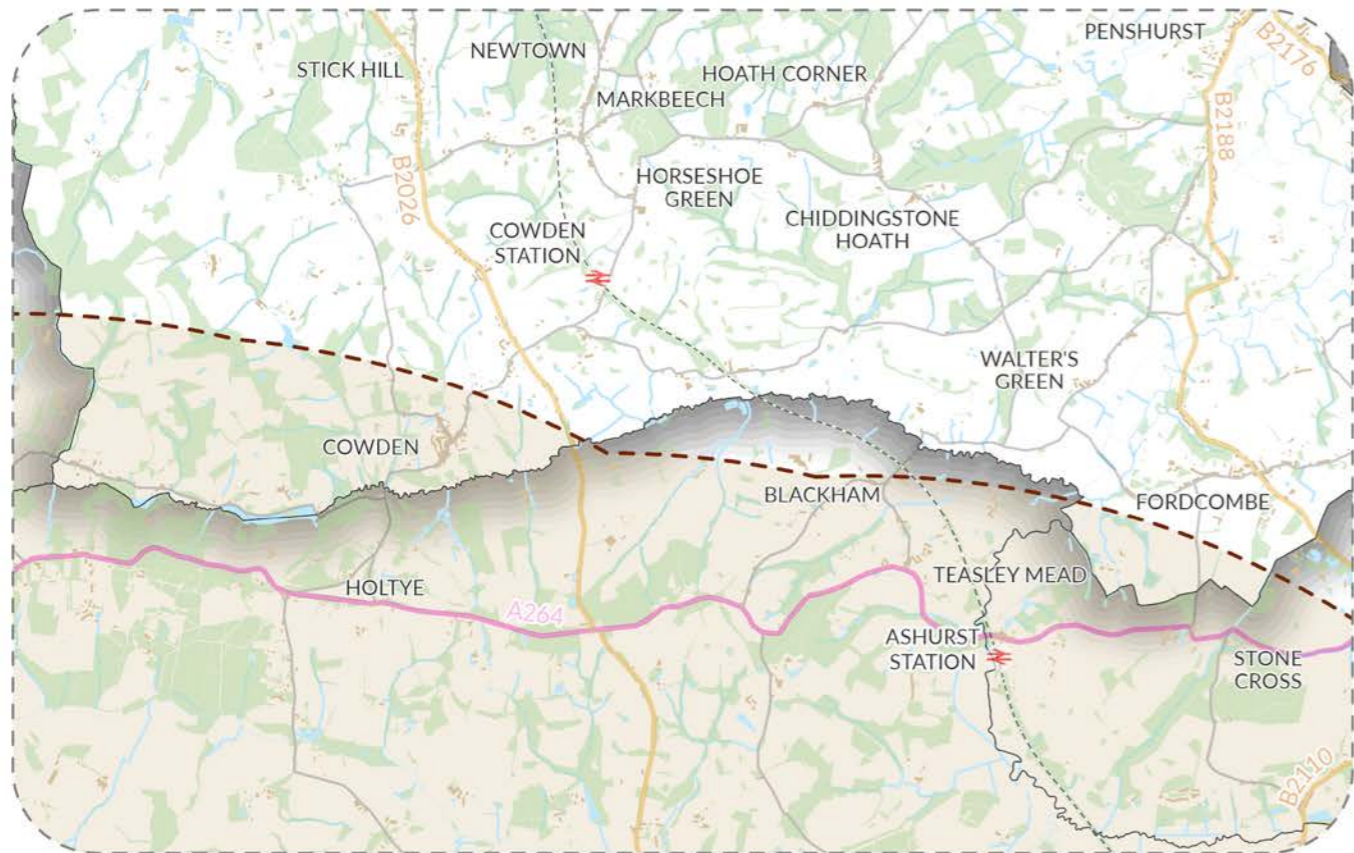 PENSHURST
B2176
NEWTOWN
STICK HILL
HOATH CORNER
MARKBEECH
B2188
B2026
HORSESHOE
GREEN
COWDEN
STATION
CHIDDINGSTONE
HOATH
WALTER'S
GREEN
COWDEN
BLACKHAM
FORDCOMBE
TEASLEY MEAD
HOLTYE
A264
ASHURST
STATION
STONE
CROSS
B2110